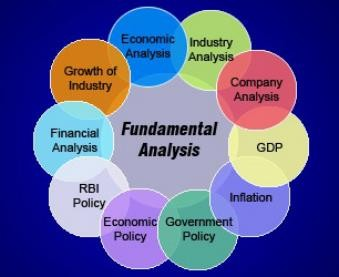 Economic
Analysis
Industry
Analysis
Company
Analysis
GDP
Inflation
Government
Policy
Economic
Policy
RBI
Policy
Financial
Analysis
Growth of
Industry
Fundamental
Analysis